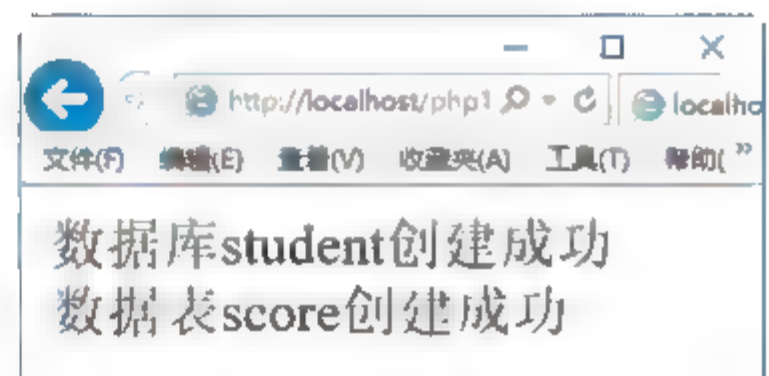 http://localhost/php1 localho
文件(F) 编辑(E) 查看(V) 收藏夹(A) 工具(T) 帮助( »
数据库student创建成功
数据表score创建成功